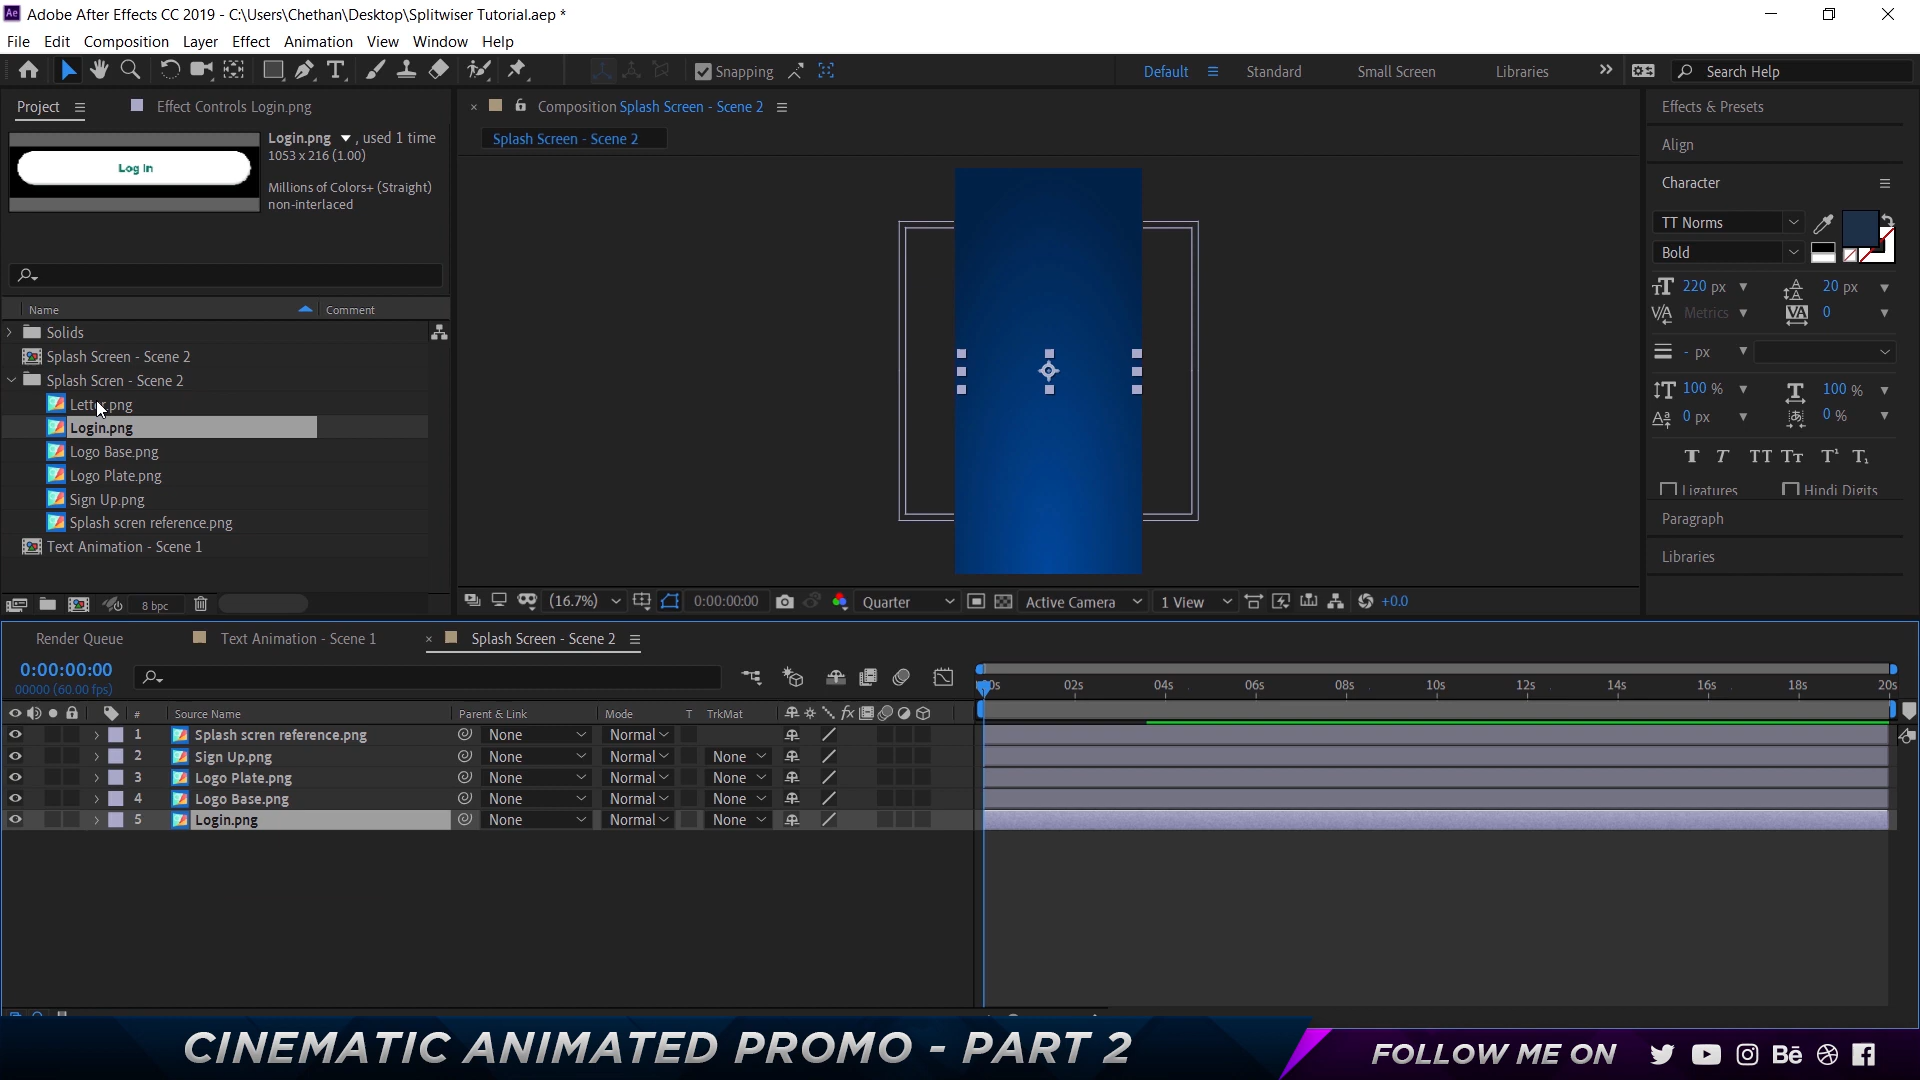 Adobe After Effects CC 2019 - C:\Users\Chethan\Desktop\Splitwiser Tutorial.aep *
File Edit Composition Layer Effect Animation View Window Help
Snapping
Default Standard Small Screen Libraries
Search Help
Project
Effect Controls Login.png
Login.png , used 1 time
1053 x 216 (1.00)
Millions of Colors+ (Straight)
non-interlaced
Log In
Name Comment
Solids
Splash Screen - Scene 2
Splash Scren - Scene 2
Letter.png
Login.png
Logo Base.png
Logo Plate.png
Sign Up.png
Splash scren reference.png
Text Animation - Scene 1
8 bpc
Composition Splash Screen - Scene 2
Splash Screen - Scene 2
(16.7%) 0:00:00:00 Quarter Active Camera 1 View +0.0
Effects & Presets
Align
Character
TT Norms
Bold
220 px 20 px
Metrics 0
- px
100 % 100 %
0 px 0 %
Ligatures Hindi Digits
Paragraph
Libraries
Render Queue Text Animation - Scene 1 Splash Screen - Scene 2
0:00:00:00
00000 (60.00 fps)
02s 04s 06s 08s 10s 12s 14s 16s 18s 20s
# Source Name Parent & Link Mode T TrkMat
1 Splash scren reference.png None Normal
2 Sign Up.png None Normal None
3 Logo Plate.png None Normal None
4 Logo Base.png None Normal None
5 Login.png None Normal None
CINEMATIC ANIMATED PROMO - PART 2
FOLLOW ME ON